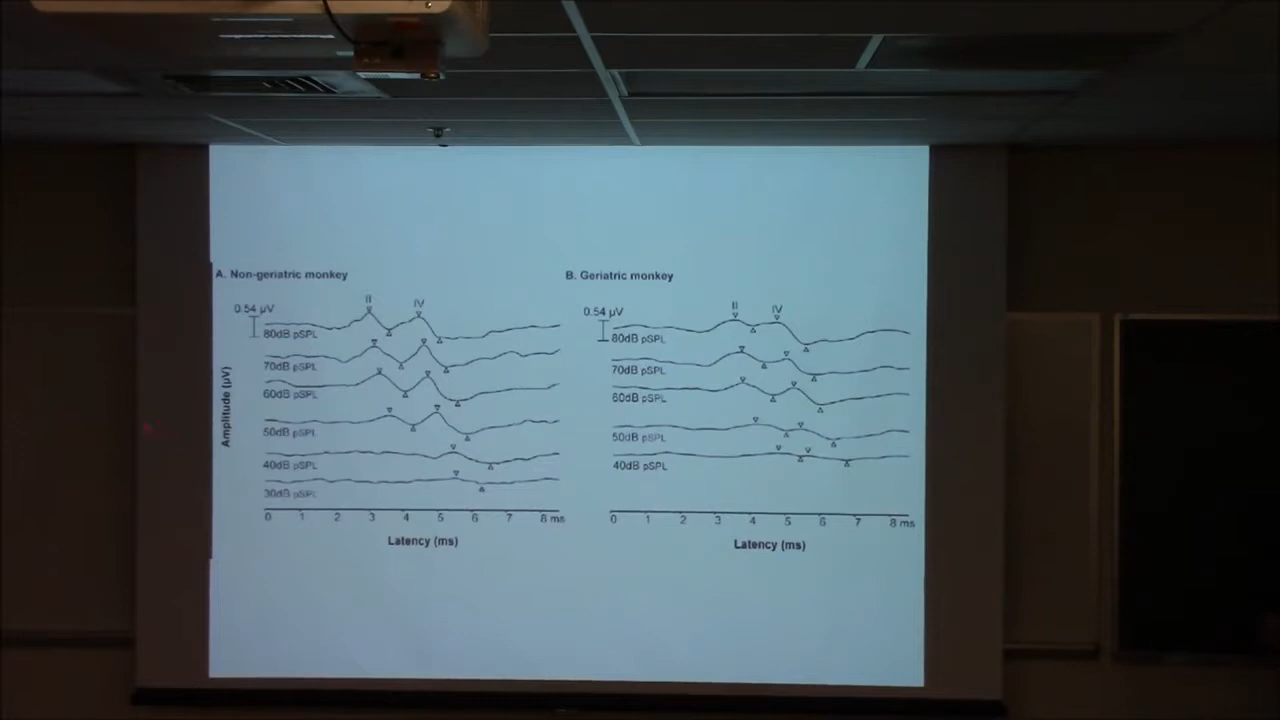 A. Non-geriatric monkey
II
IV
0.54 µV
80dB pSPL
70dB pSPL
60dB pSPL
50dB pSPL
40dB pSPL
30dB pSPL
Amplitude (µV)
0 1 2 3 4 5 6 7 8 ms
Latency (ms)
B. Geriatric monkey
II
IV
0.54 µV
80dB pSPL
70dB pSPL
60dB pSPL
50dB pSPL
40dB pSPL
0 1 2 3 4 5 6 7 8 ms
Latency (ms)